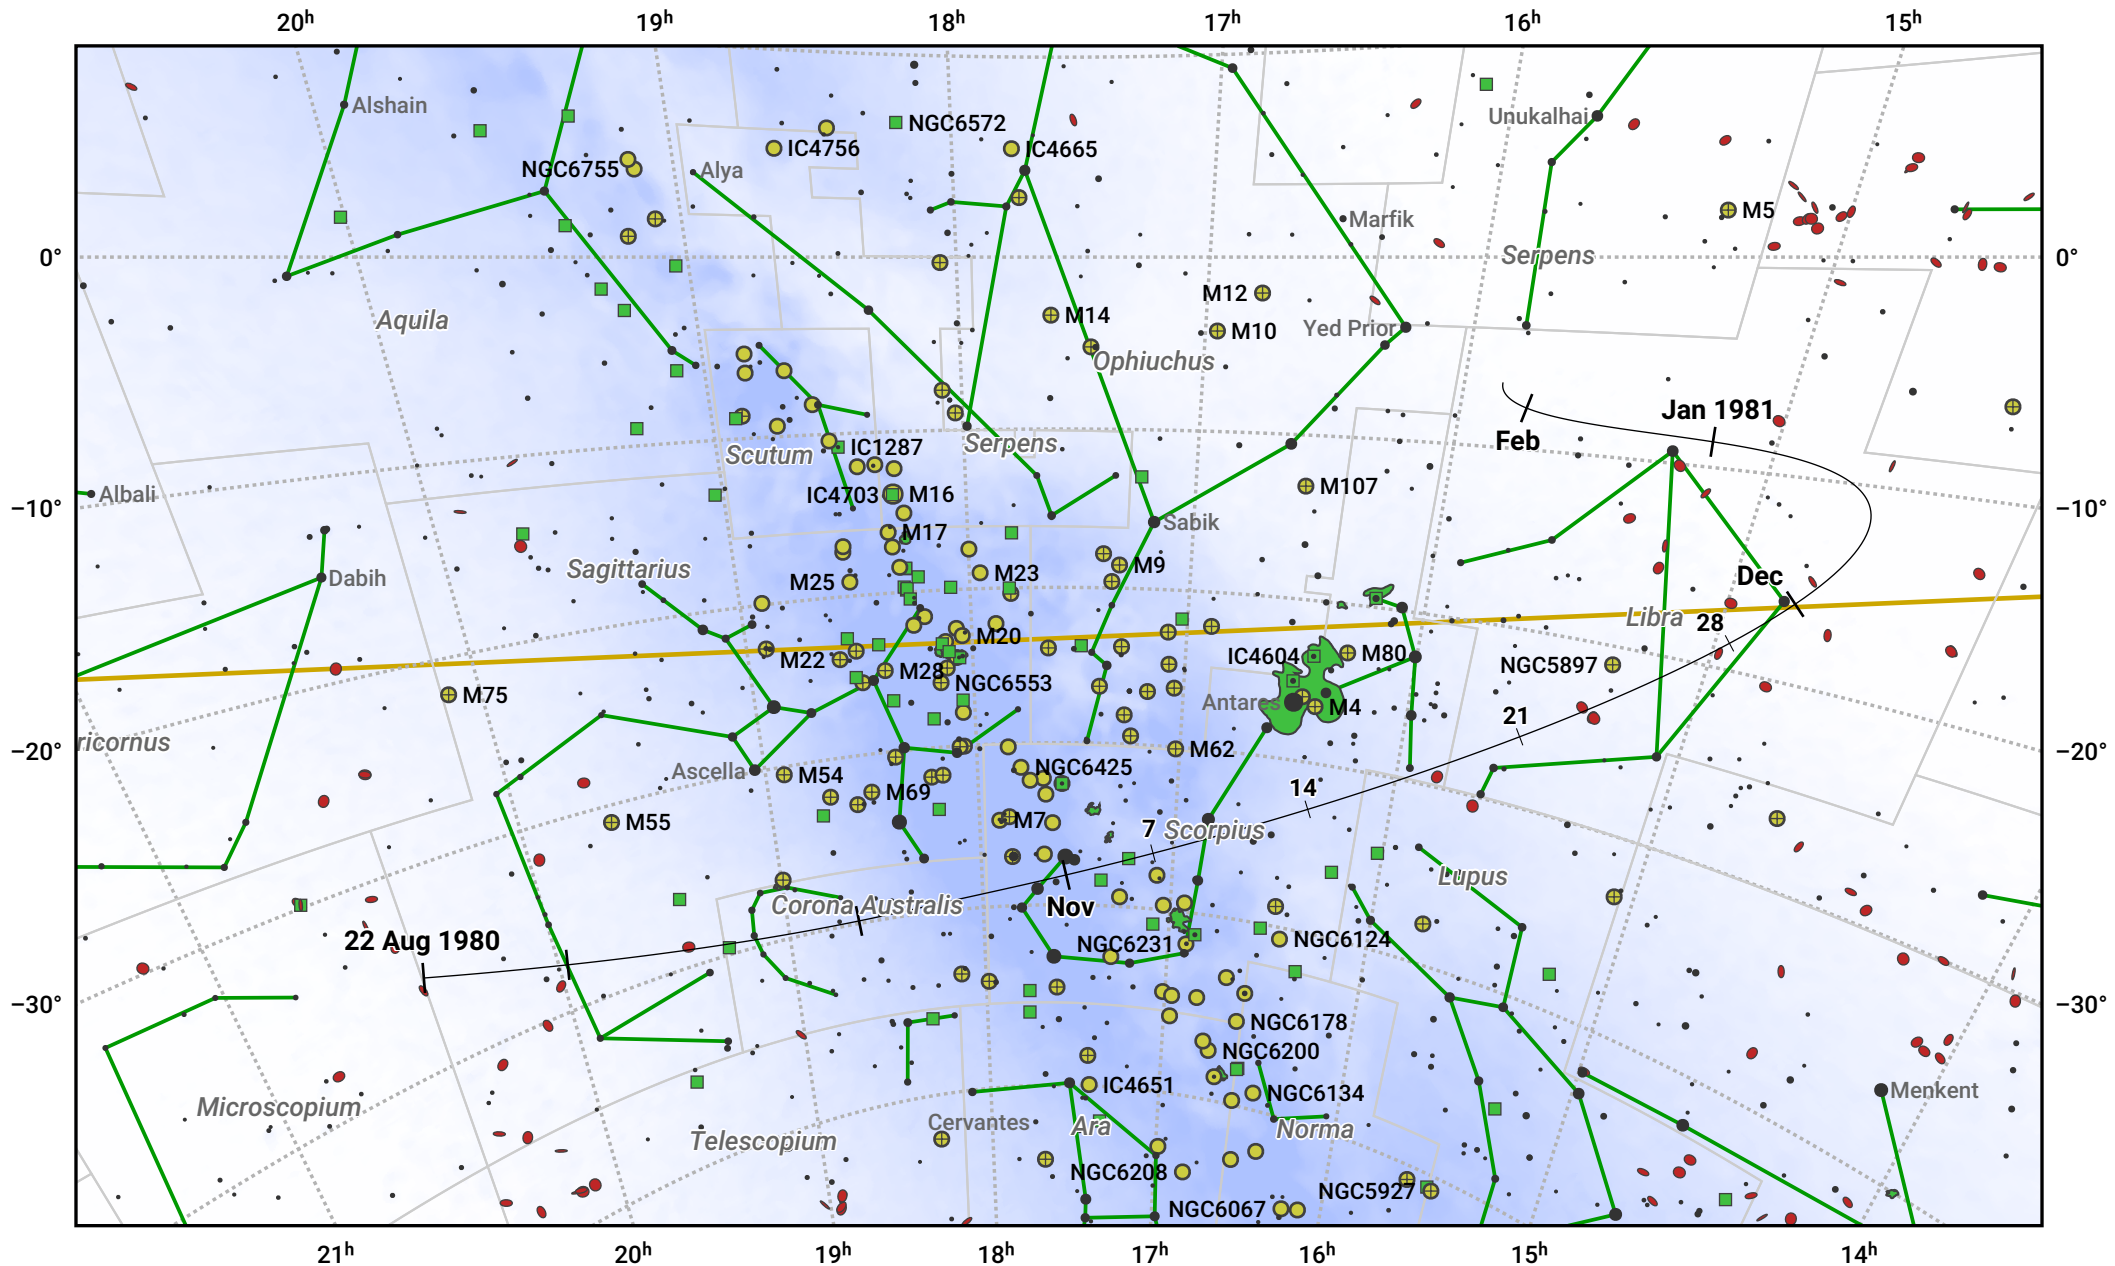 20h 19h 18h 17h 16h 15h
Alshain
NGC6572
Unukalhai
IC4756
IC4665
NGC6755
Alya
M5
Marfik
0°
Serpens
0°
M12
Aquila
M14
M10
Yed Prior
Ophiuchus
Jan 1981
Feb
IC1287
Serpens
Scutum
M107
Albali
IC4703
M16
−10°
−10°
Sabik
M17
Sagittarius
M9
M23
Dabih
M25
Dec
Libra
28
M20
IC4604
M80
M22
NGC5897
M28
NGC6553
M75
Antares
M4
21
ricornus
−20°
M62
−20°
Ascella
M54
NGC6425
14
M69
M55
M7
7
Scorpius
Lupus
Corona Australis
Nov
22 Aug 1980
NGC6231
NGC6124
−30°
−30°
NGC6178
NGC6200
IC4651
NGC6134
Menkent
Microscopium
Cervantes
Ara
Norma
Telescopium
NGC6208
NGC5927
NGC6067
21h 20h 19h 18h 17h 16h 15h 14h